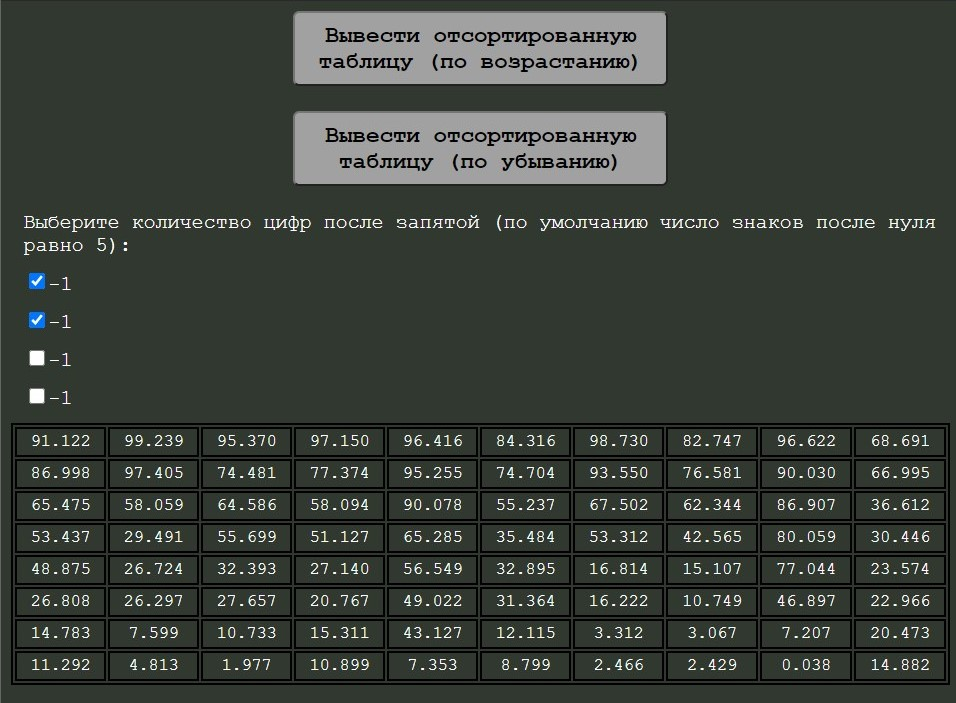 Вывести отсортированную
таблицу (по возрастанию)
Вывести отсортированную
таблицу (по убыванию)
Выберите количество цифр после запятой (по умолчанию число знаков после нуля
равно 5):
-1
-1
-1
-1
91.122 99.239 95.370 97.150 96.416 84.316 98.730 82.747 96.622 68.691
86.998 97.405 74.481 77.374 95.255 74.704 93.550 76.581 90.030 66.995
65.475 58.059 64.586 58.094 90.078 55.237 67.502 62.344 86.907 36.612
53.437 29.491 55.699 51.127 65.285 35.484 53.312 42.565 80.059 30.446
48.875 26.724 32.393 27.140 56.549 32.895 16.814 15.107 77.044 23.574
26.808 26.297 27.657 20.767 49.022 31.364 16.222 10.749 46.897 22.966
14.783 7.599 10.733 15.311 43.127 12.115 3.312 3.067 7.207 20.473
11.292 4.813 1.977 10.899 7.353 8.799 2.466 2.429 0.038 14.882